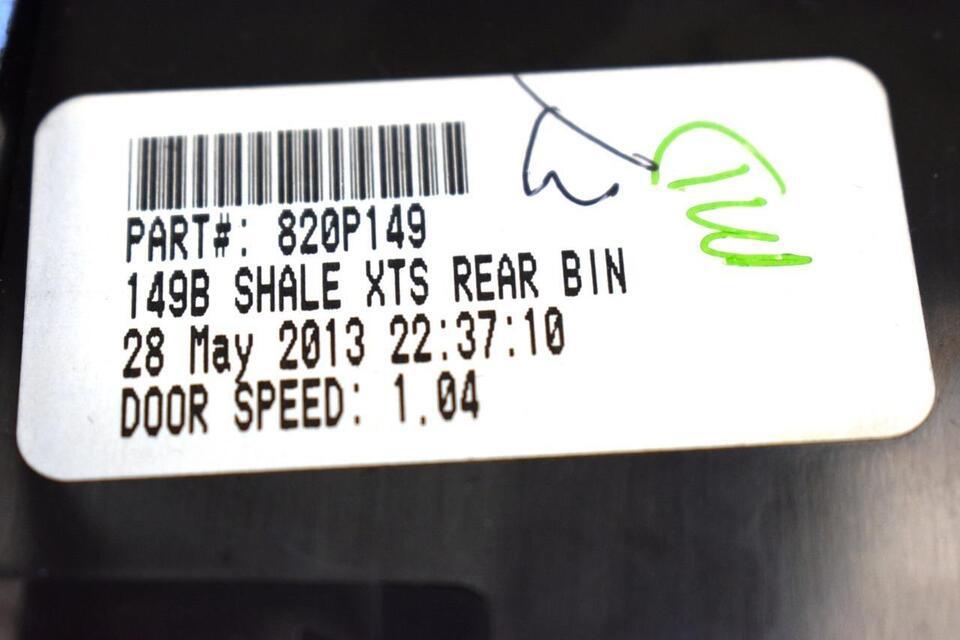 PART#: 820P149
149B SHALE XTS REAR BIN
28 May 2013 22:37:10
DOOR SPEED: 1.04